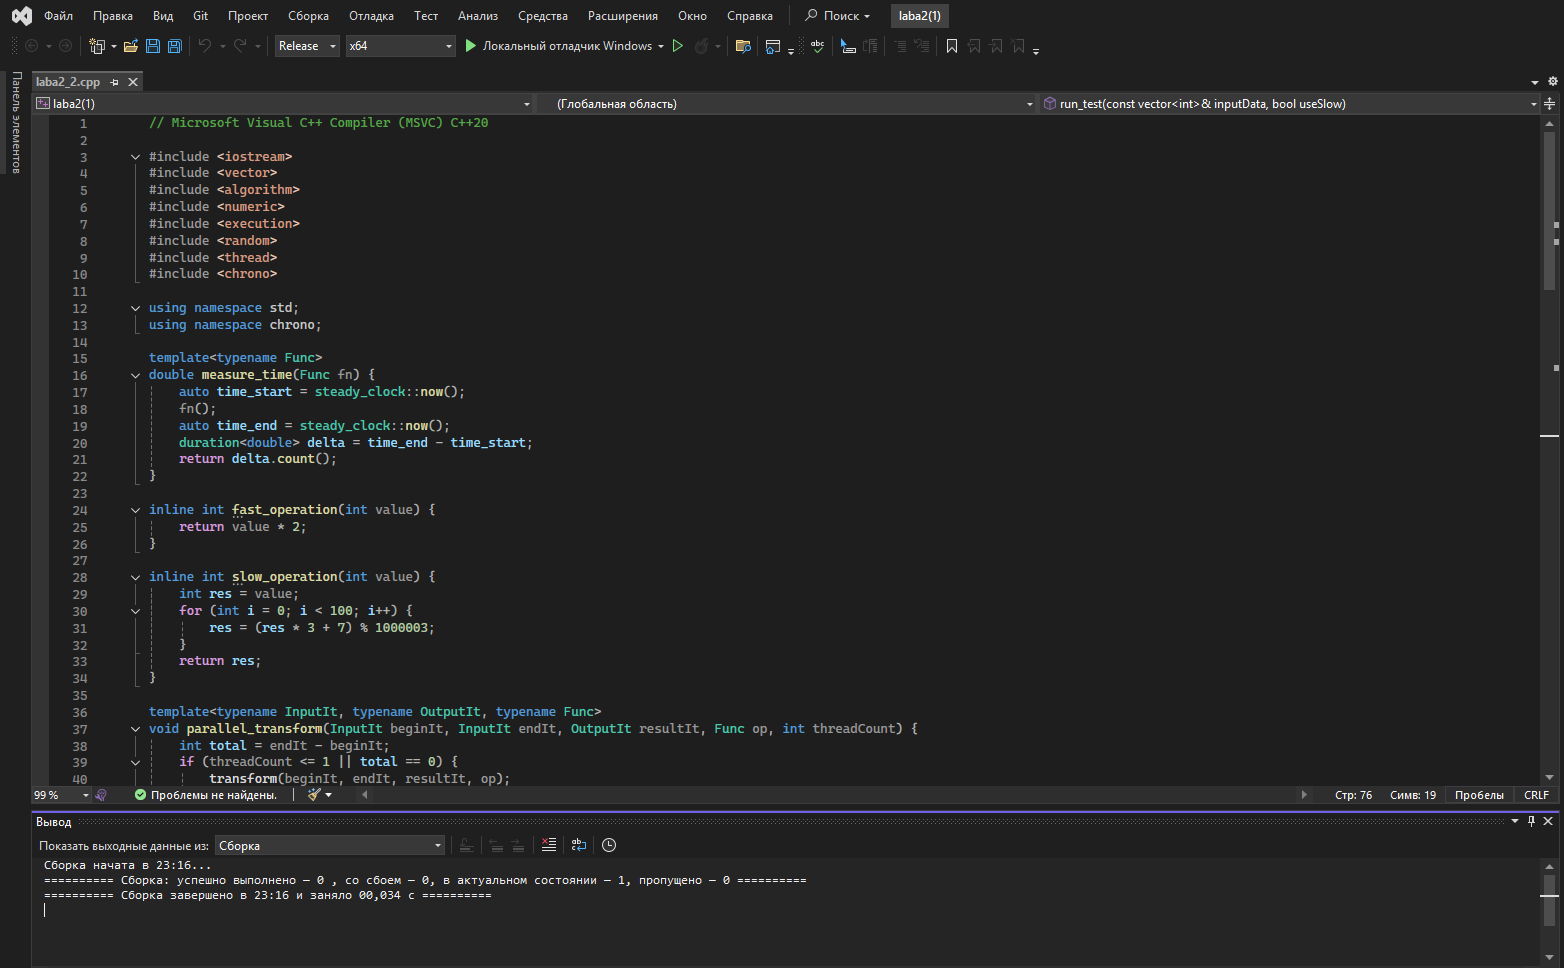 Файл Правка Вид Git Проект Сборка Отладка Тест Анализ Средства Расширения Окно Справка Поиск laba2(1)
Release x64 Локальный отладчик Windows
Панель элементов
laba2_2.cpp
laba2(1) (Глобальная область) run_test(const vector<int>& inputData, bool useSlow)
1 // Microsoft Visual C++ Compiler (MSVC) C++20
2
3 #include <iostream>
4 #include <vector>
5 #include <algorithm>
6 #include <numeric>
7 #include <execution>
8 #include <random>
9 #include <thread>
10 #include <chrono>
11
12 using namespace std;
13 using namespace chrono;
14
15 template<typename Func>
16 double measure_time(Func fn) {
17 auto time_start = steady_clock::now();
18 fn();
19 auto time_end = steady_clock::now();
20 duration<double> delta = time_end - time_start;
21 return delta.count();
22 }
23
24 inline int fast_operation(int value) {
25 return value * 2;
26 }
27
28 inline int slow_operation(int value) {
29 int res = value;
30 for (int i = 0; i < 100; i++) {
31 res = (res * 3 + 7) % 1000003;
32 }
33 return res;
34 }
35
36 template<typename InputIt, typename OutputIt, typename Func>
37 void parallel_transform(InputIt beginIt, InputIt endIt, OutputIt resultIt, Func op, int threadCount) {
38 int total = endIt - beginIt;
39 if (threadCount <= 1 || total == 0) {
40 transform(beginIt, endIt, resultIt, op);
99 % Проблемы не найдены. Стр: 76 Симв: 19 Пробелы CRLF
Вывод
Показать выходные данные из: Сборка
Сборка начата в 23:16...
========== Сборка: успешно выполнено — 0 , со сбоем — 0, в актуальном состоянии — 1, пропущено — 0 ==========
========== Сборка завершено в 23:16 и заняло 00,034 с ==========